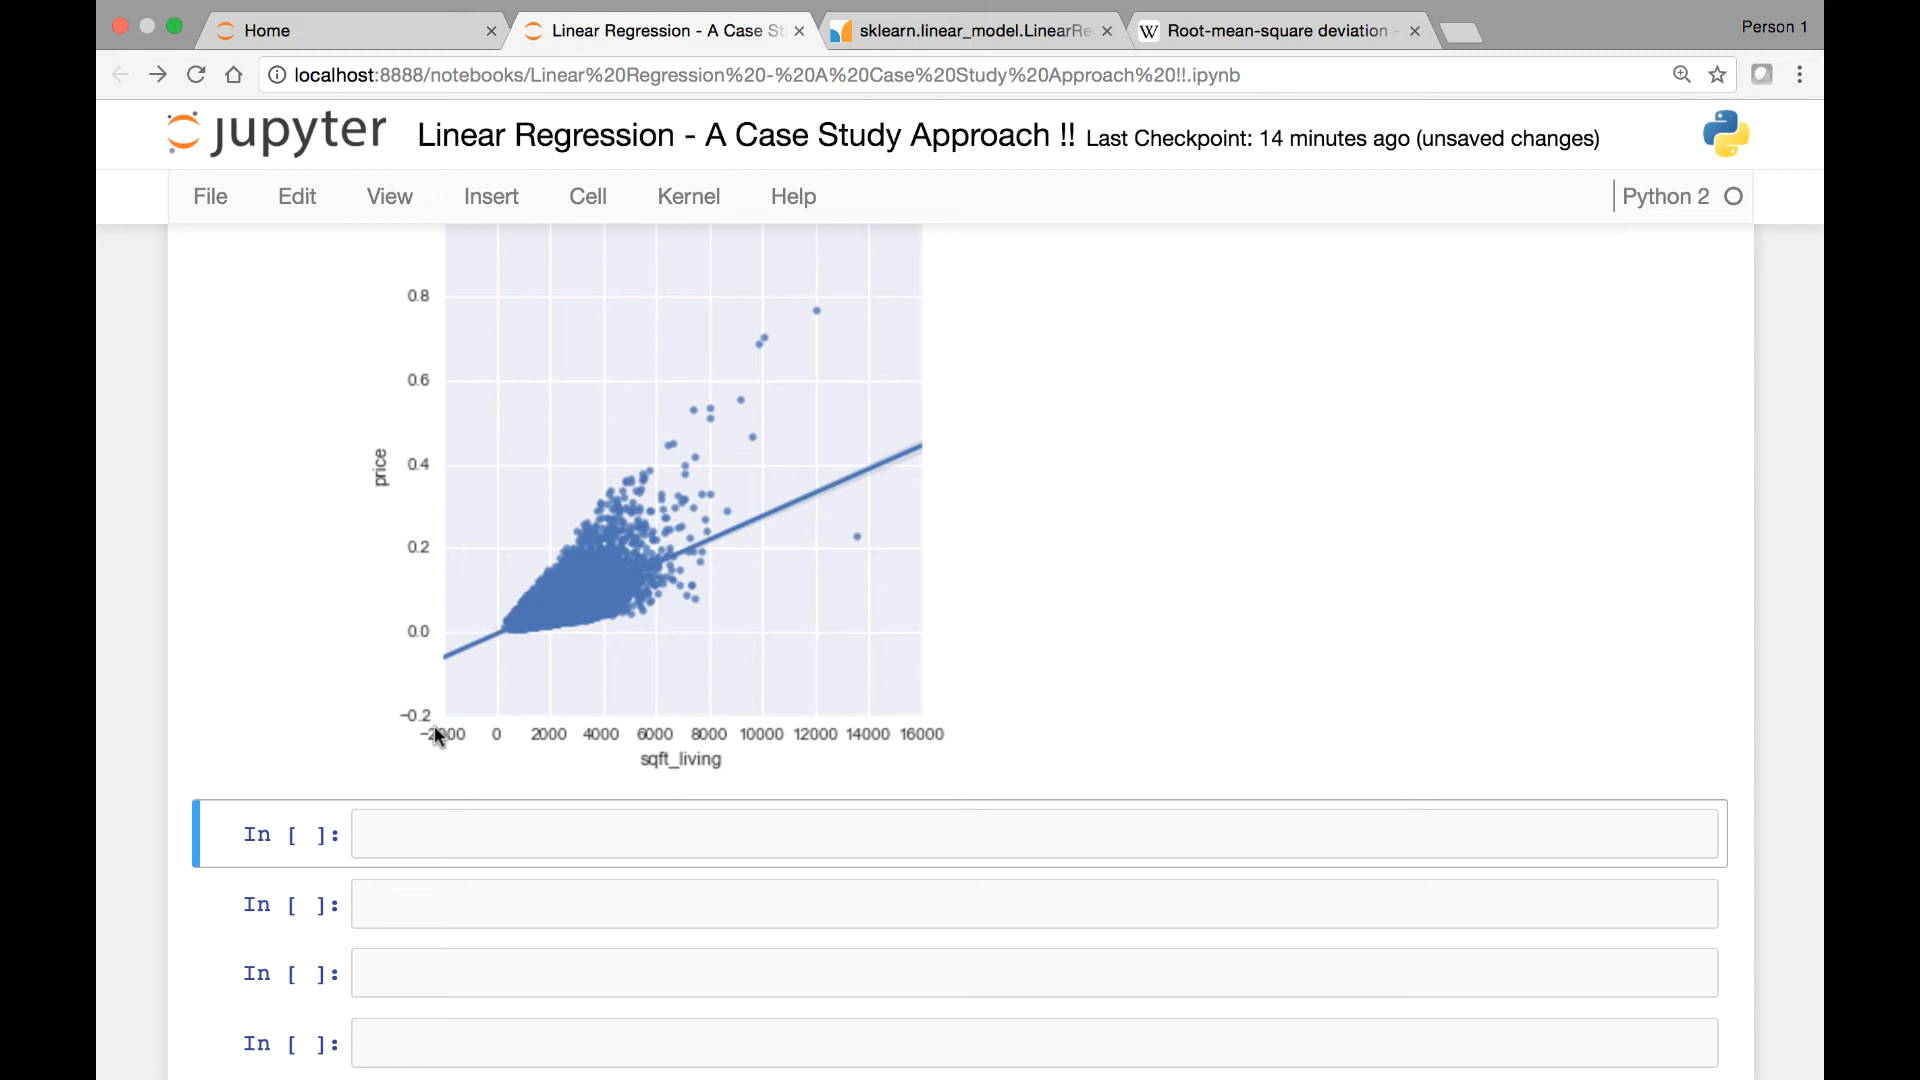 Home
Linear Regression - A Case St
sklearn.linear_model.LinearRe
W Root-mean-square deviation -
Person 1
localhost:8888/notebooks/Linear%20Regression%20-%20A%20Case%20Study%20Approach%20!!.ipynb
jupyter Linear Regression - A Case Study Approach !! Last Checkpoint: 14 minutes ago (unsaved changes)
File Edit View Insert Cell Kernel Help Python 2
0.8
0.6
price
0.4
0.2
0.0
−0.2
−2000 0 2000 4000 6000 8000 10000 12000 14000 16000
sqft_living
In [ ]:
In [ ]:
In [ ]:
In [ ]: